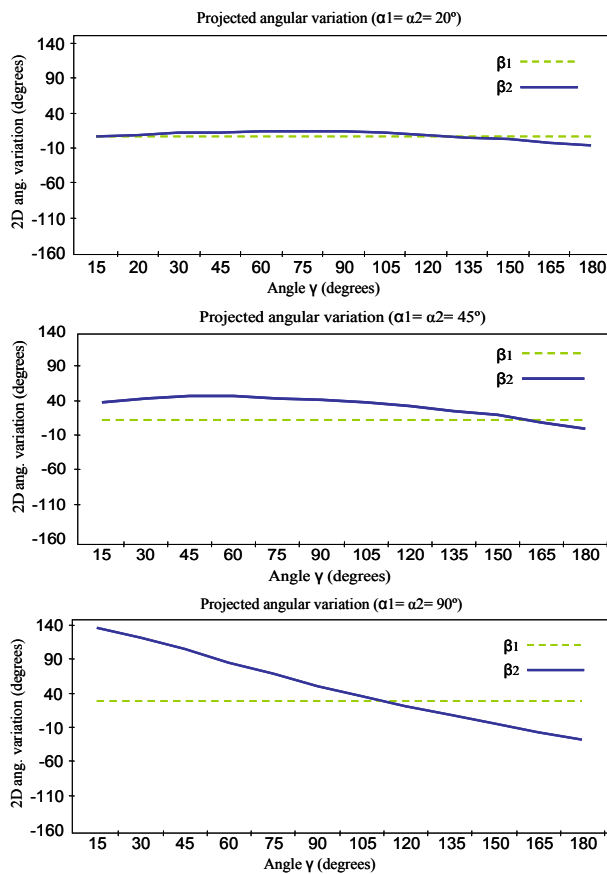 Projected angular variation (α1= α2= 20º)
2D ang. variation (degrees)
140
90
40
-10
-60
-110
-160
β1
β2
15 20 30 45 60 75 90 105 120 135 150 165 180
Angle γ (degrees)
Projected angular variation (α1= α2= 45º)
2D ang. variation (degrees)
140
90
40
-10
-60
-110
-160
β1
β2
15 30 45 60 75 90 105 120 135 150 165 180
Angle γ (degrees)
Projected angular variation (α1= α2= 90º)
2D ang. variation (degrees)
140
90
40
-10
-60
-110
-160
β1
β2
15 30 45 60 75 90 105 120 135 150 165 180
Angle γ (degrees)